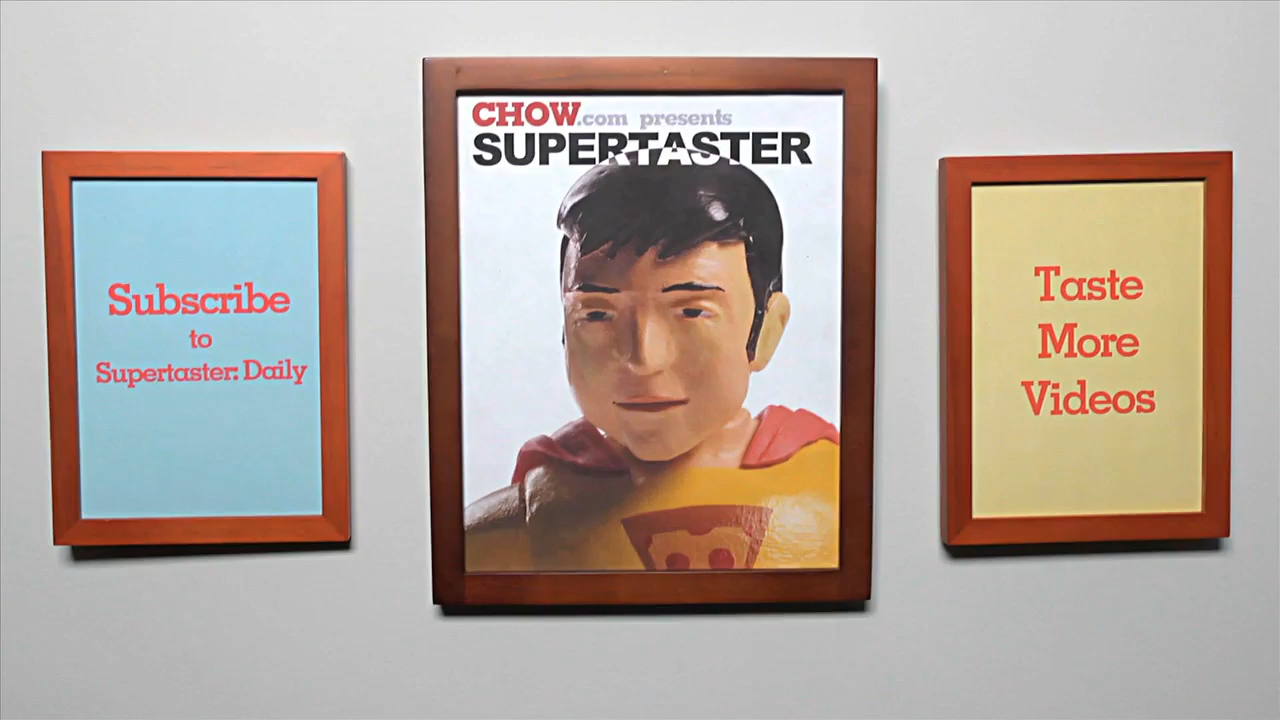 Subscribe
to
Supertaster: Daily
CHOW.com presents
SUPERTASTER
Taste
More
Videos